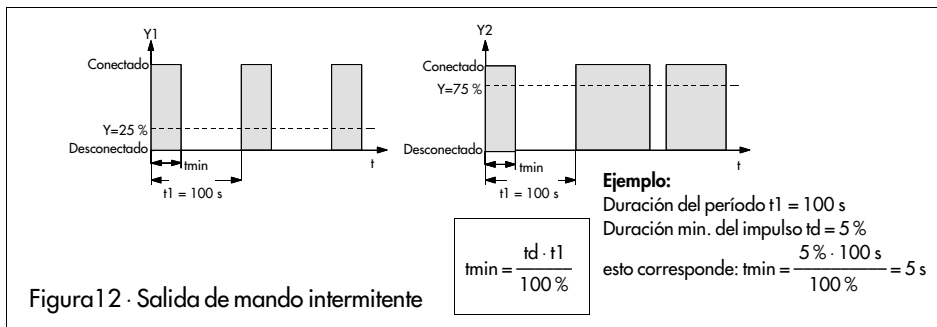 Y1
Conectado
Y=25 %
Desconectado
tmin
t
t1 = 100 s
Y2
Conectado
Y=75 %
Desconectado
tmin
t
t1 = 100 s
Ejemplo:
Duración del período t1 = 100 s
Duración min. del impulso td = 5 %
tmin = td · t1 / 100 %
esto corresponde: tmin = 5 % · 100 s / 100 % = 5 s
Figura12 · Salida de mando intermitente